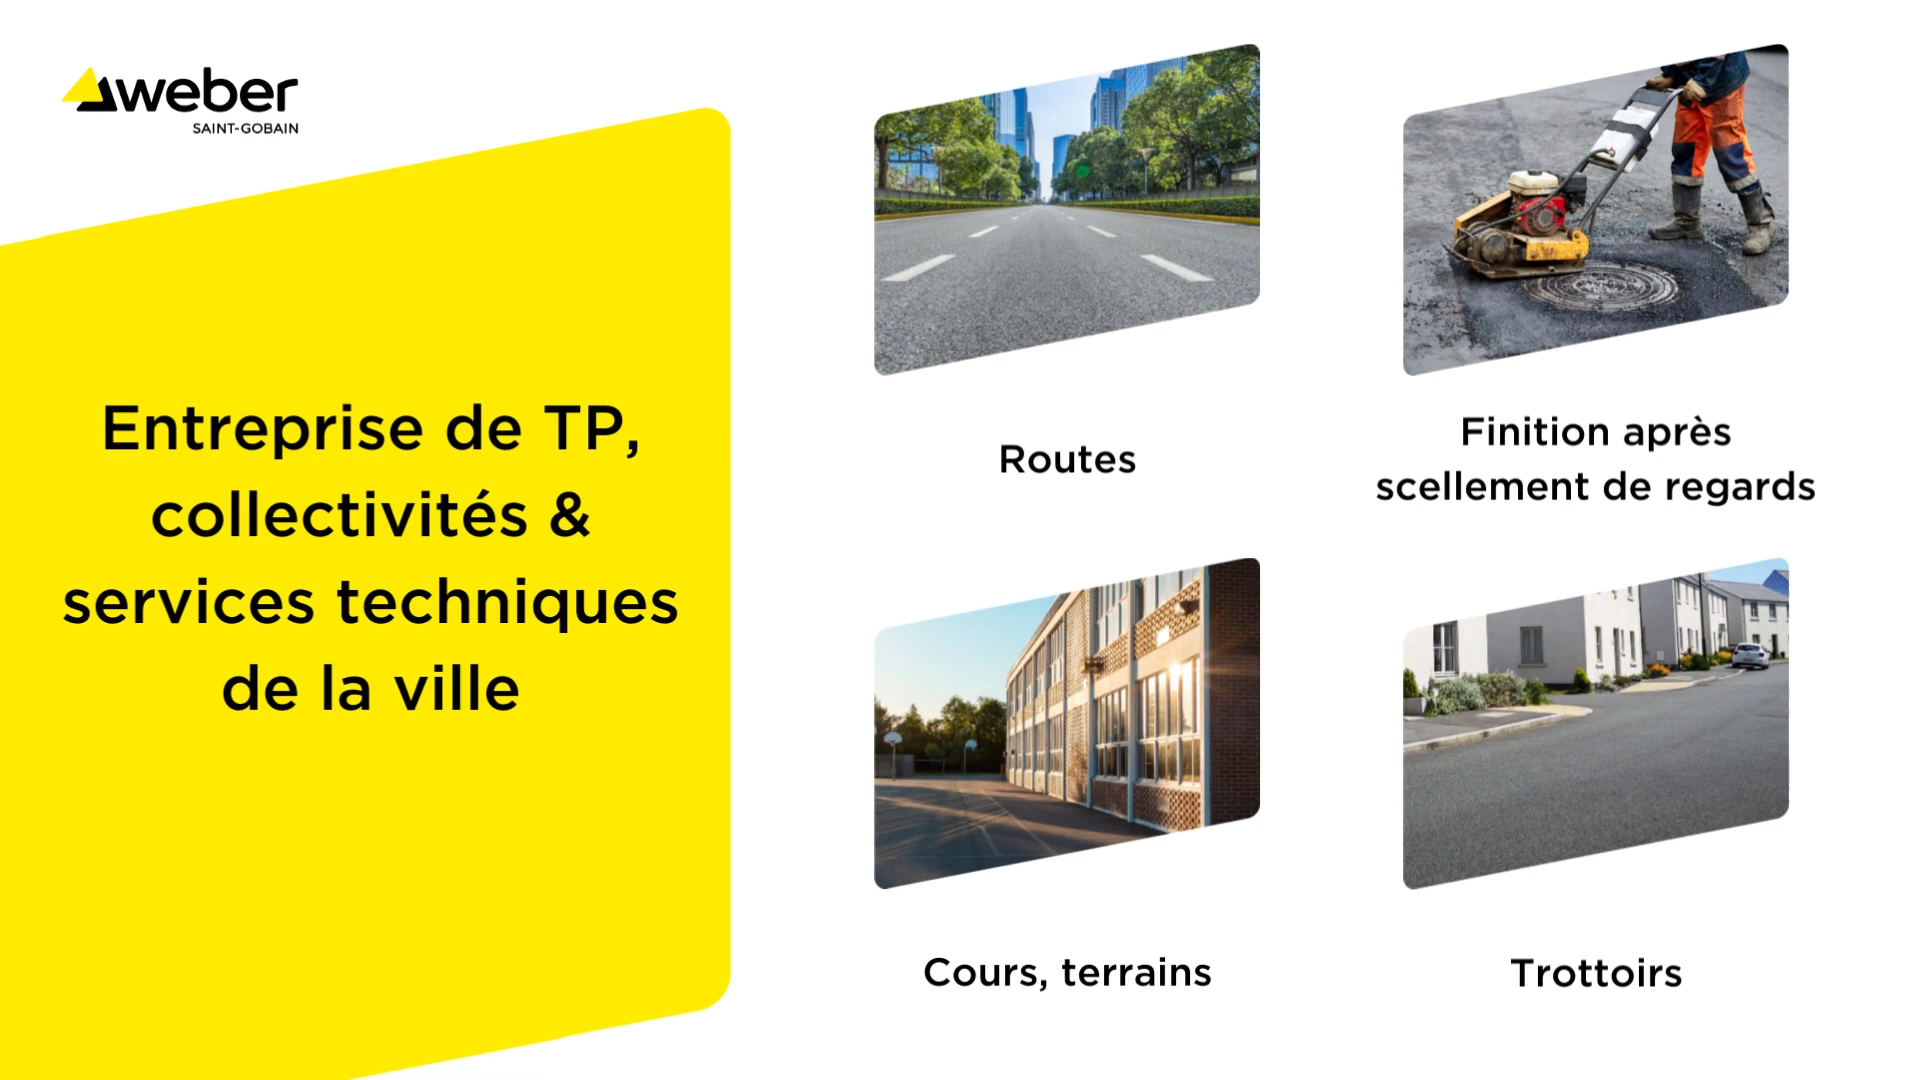 weber
SAINT-GOBAIN
Entreprise de TP,
collectivités &
services techniques
de la ville
Routes
Finition après
scellement de regards
Cours, terrains
Trottoirs